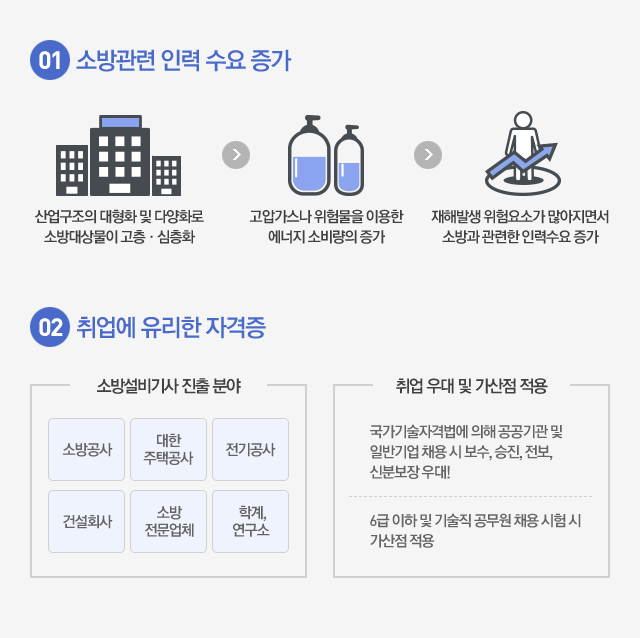 01 소방관련 인력 수요 증가
산업구조의 대형화 및 다양화로
소방대상물이 고층 · 심층화
고압가스나 위험물을 이용한
에너지 소비량의 증가
재해발생 위험요소가 많아지면서
소방과 관련한 인력수요 증가
02 취업에 유리한 자격증
소방설비기사 진출 분야
소방공사
대한
주택공사
전기공사
건설회사
소방
전문업체
학계,
연구소
취업 우대 및 가산점 적용
국가기술자격법에 의해 공공기관 및
일반기업 채용 시 보수, 승진, 전보,
신분보장 우대!
6급 이하 및 기술직 공무원 채용 시험 시
가산점 적용